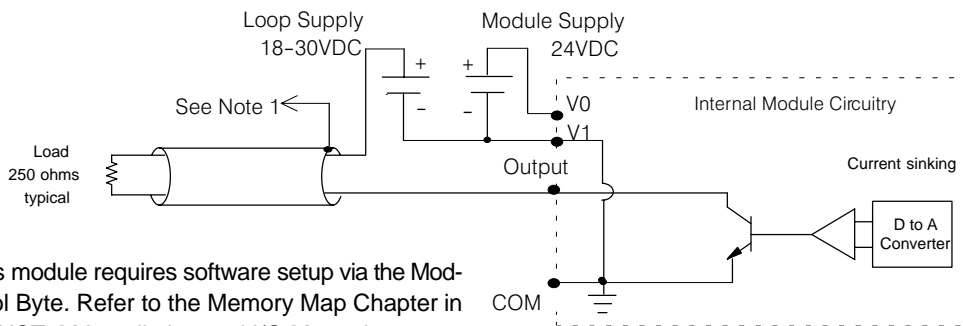 Loop Supply
18-30VDC
Module Supply
24VDC
+
-
+
-
See Note 1
V0
V1
Internal Module Circuitry
Load
250 ohms
typical
Output
Current sinking
D to A
Converter
COM
s module requires software setup via the Mod-
ol Byte. Refer to the Memory Map Chapter in